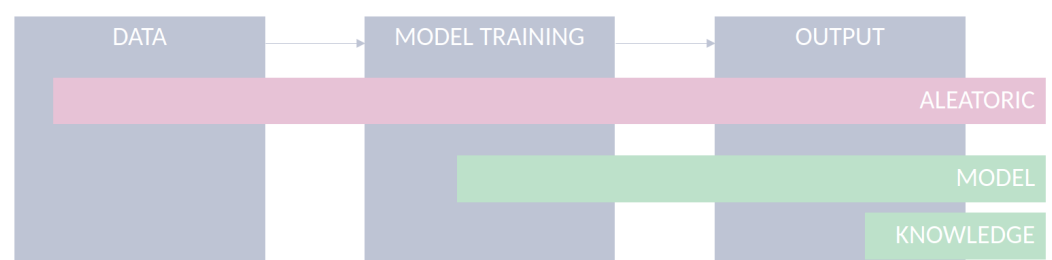 DATA
MODEL TRAINING
OUTPUT
ALEATORIC
MODEL
KNOWLEDGE